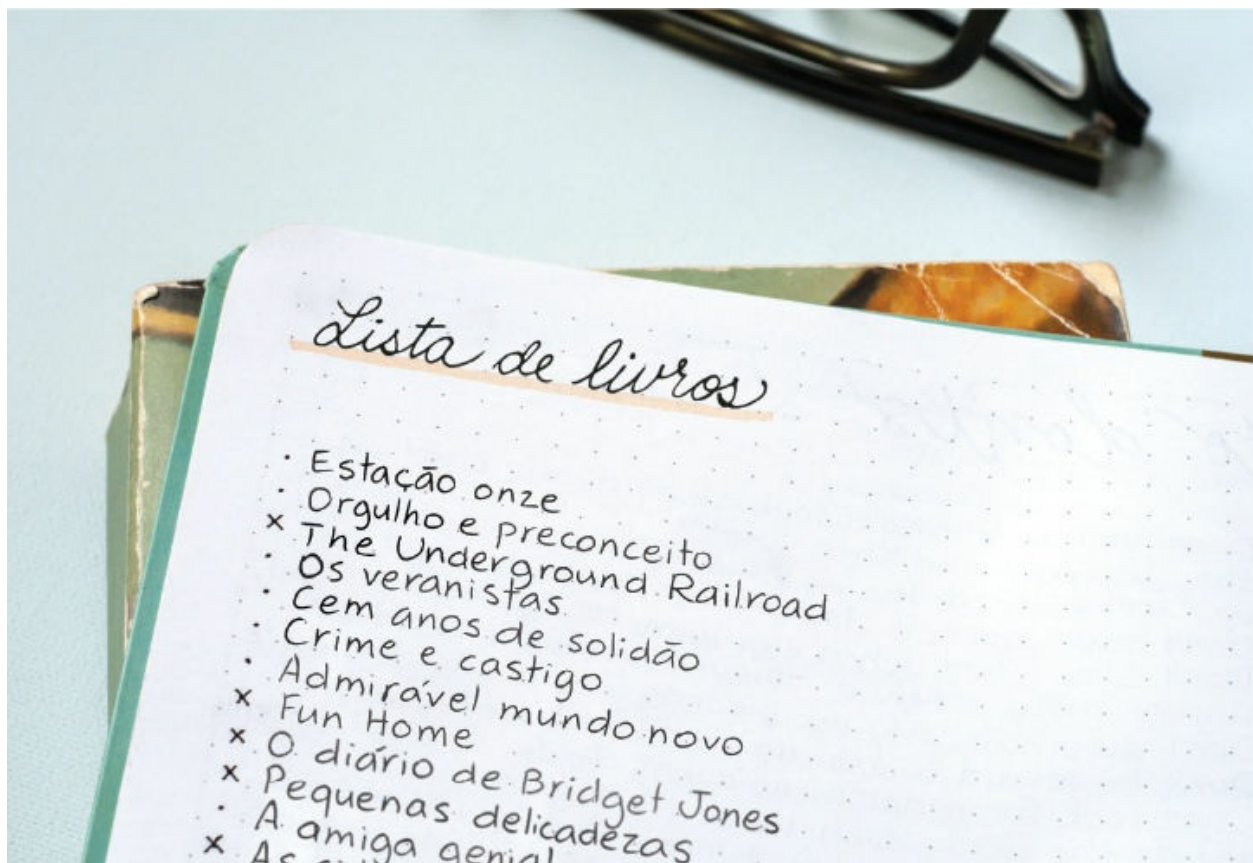 Lista de livros
· Estação onze
· Orgulho e preconceito
x The Underground Railroad
· Os veranistas
· Cem anos de solidão
· Crime e castigo
· Admirável mundo novo
x Fun Home
x O diário de Bridget Jones
x Pequenas delicadezas
· A amiga genial
x As